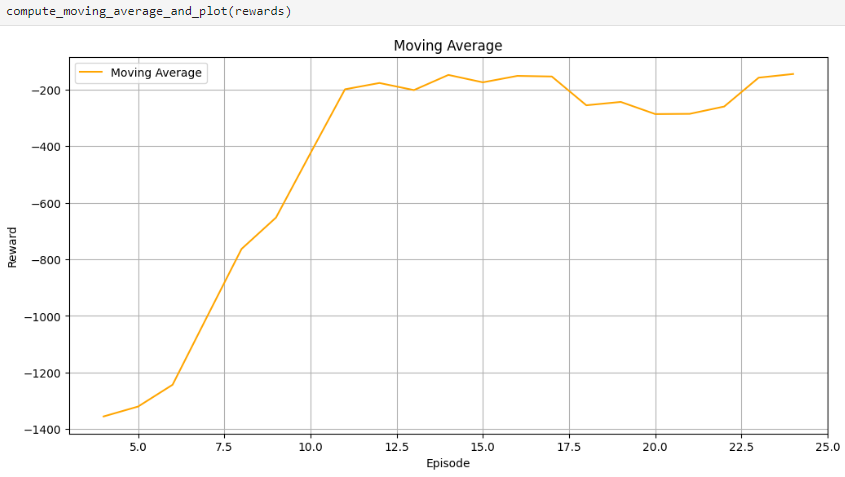 compute_moving_average_and_plot(rewards)
Moving Average
Moving Average
−200
−400
−600
−800
−1000
−1200
−1400
Reward
5.0 7.5 10.0 12.5 15.0 17.5 20.0 22.5 25.0
Episode